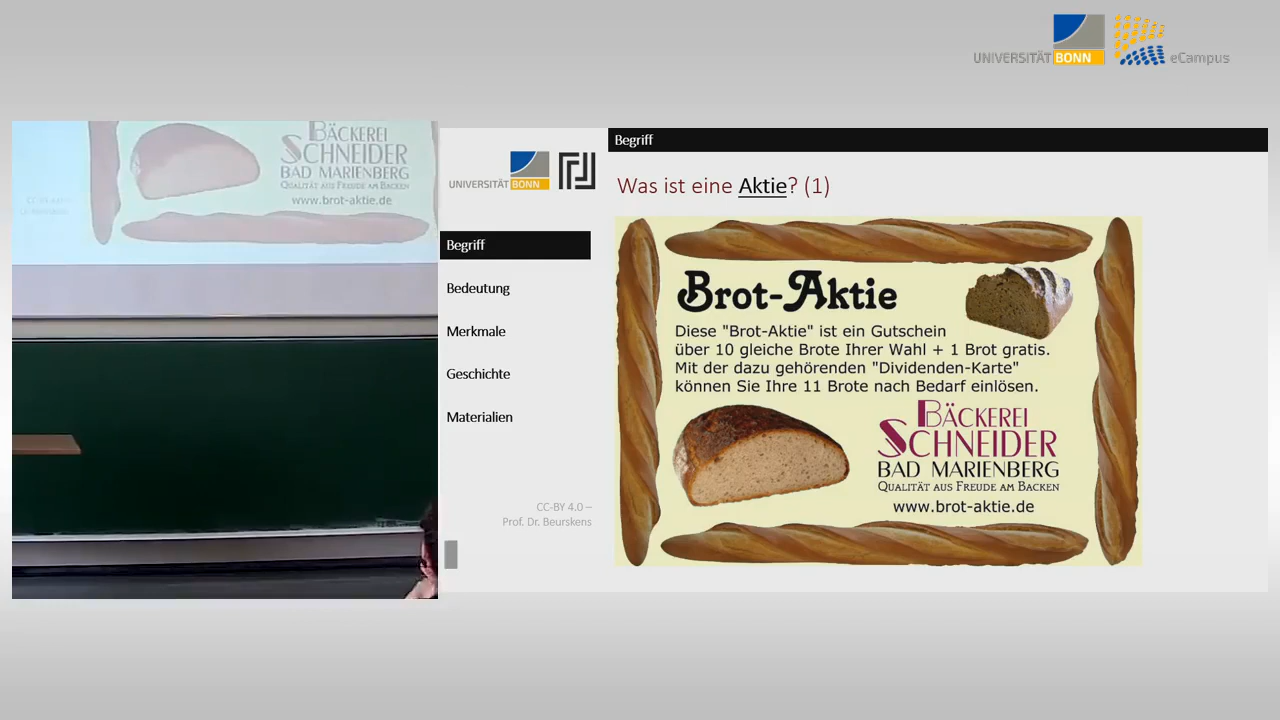 UNIVERSITÄT BONN
eCampus
BÄCKEREI
SCHNEIDER
BAD MARIENBERG
QUALITÄT AUS FREUDE AM BACKEN
www.brot-aktie.de
UNIVERSITÄT BONN
Begriff
Bedeutung
Merkmale
Geschichte
Materialien
CC-BY 4.0 –
Prof. Dr. Beurskens
Begriff
Was ist eine Aktie? (1)
Brot-Aktie
Diese "Brot-Aktie" ist ein Gutschein
über 10 gleiche Brote Ihrer Wahl + 1 Brot gratis.
Mit der dazu gehörenden "Dividenden-Karte"
können Sie Ihre 11 Brote nach Bedarf einlösen.
BÄCKEREI
SCHNEIDER
BAD MARIENBERG
QUALITÄT AUS FREUDE AM BACKEN
www.brot-aktie.de